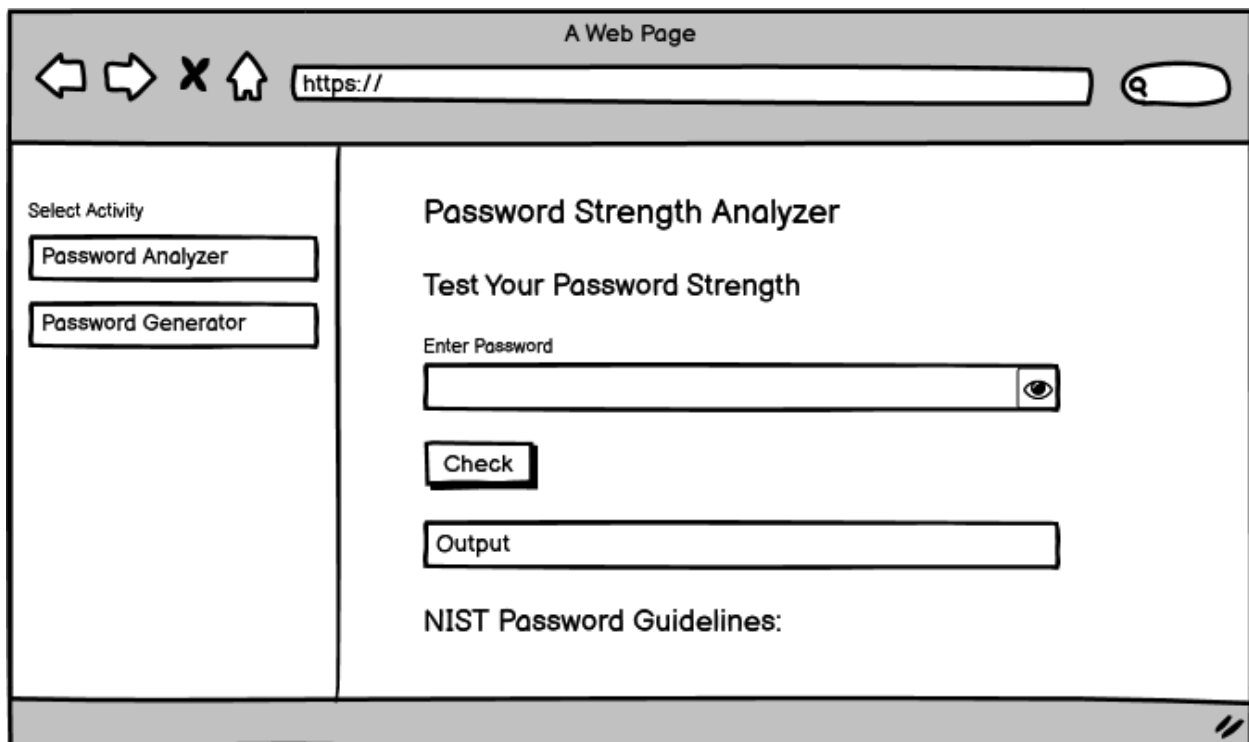 A Web Page
https://
Select Activity
Password Analyzer
Password Generator
Password Strength Analyzer
Test Your Password Strength
Enter Password
Check
Output
NIST Password Guidelines: